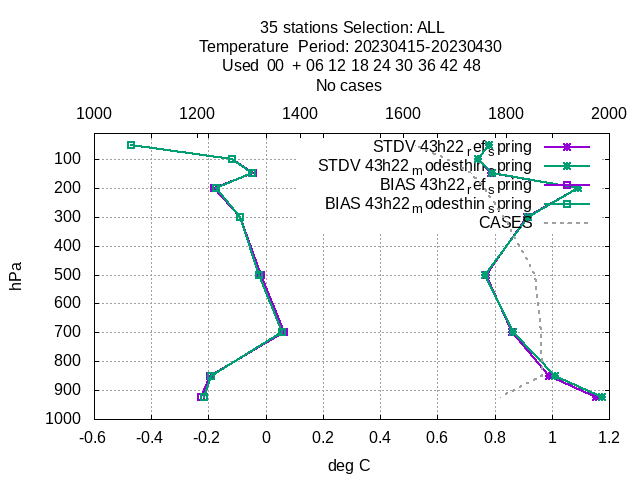 35 stations Selection: ALL
Temperature Period: 20230415-20230430
Used 00 + 06 12 18 24 30 36 42 48
No cases
1000 1200 1400 1600 1800 2000
STDV 43h22_ref_spring
STDV 43h22_modesthin_spring
BIAS 43h22_ref_spring
BIAS 43h22_modesthin_spring
CASES
100
200
300
400
500
600
700
800
900
1000
hPa
-0.6 -0.4 -0.2 0 0.2 0.4 0.6 0.8 1 1.2
deg C